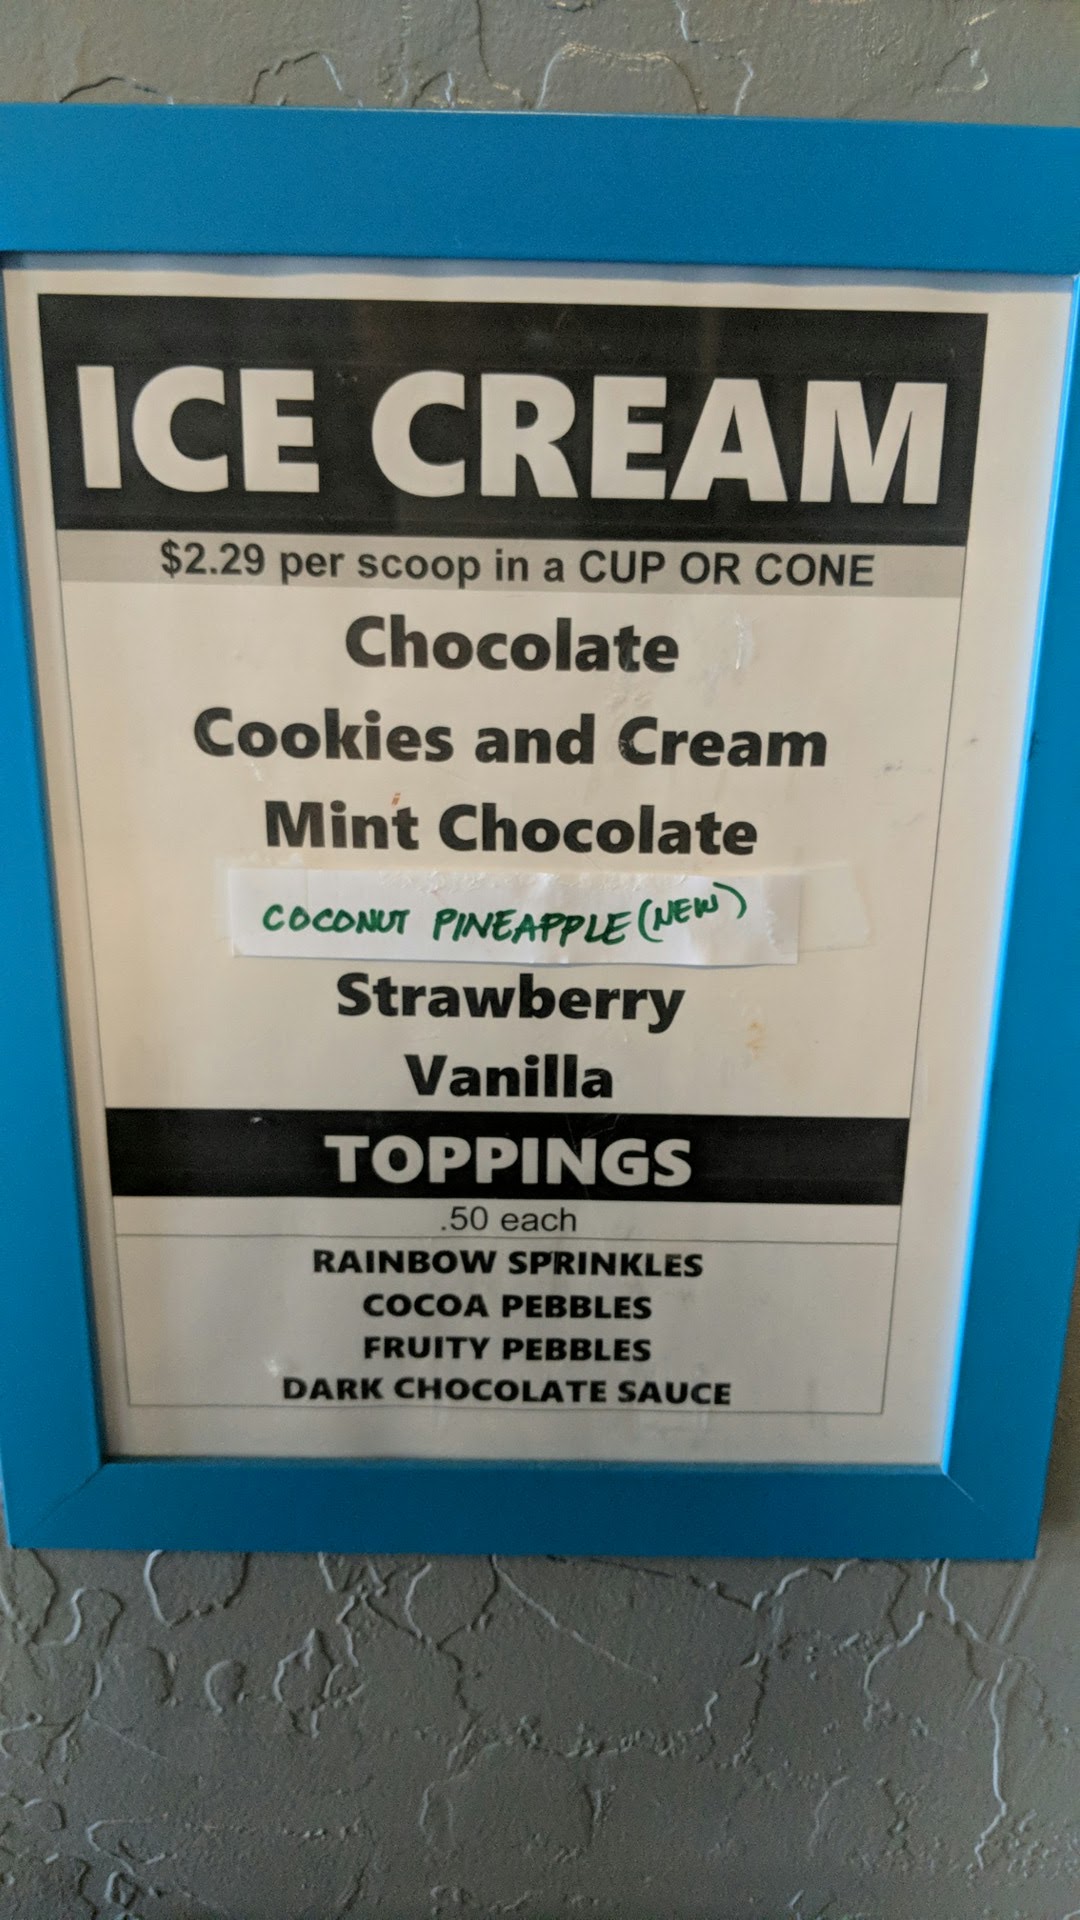 ICE CREAM
$2.29 per scoop in a CUP OR CONE
Chocolate
Cookies and Cream
Mint Chocolate
COCONUT PINEAPPLE (NEW)
Strawberry
Vanilla
TOPPINGS
.50 each
RAINBOW SPRINKLES
COCOA PEBBLES
FRUITY PEBBLES
DARK CHOCOLATE SAUCE